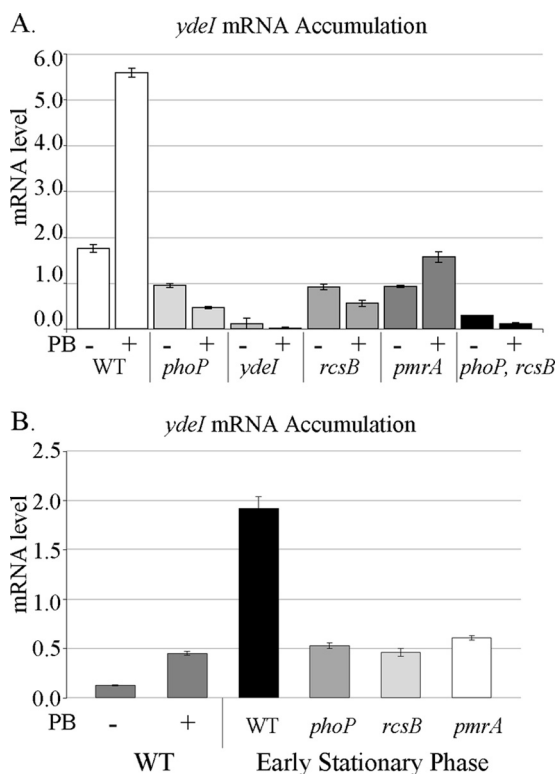 A.
ydeI mRNA Accumulation
mRNA level
6.0
5.0
4.0
3.0
2.0
1.0
0.0
PB - + - + - + - + - + - +
WT phoP ydeI rcsB pmrA phoP, rcsB
B.
ydeI mRNA Accumulation
mRNA level
2.5
2.0
1.5
1.0
0.5
0.0
PB - + WT phoP rcsB pmrA
WT Early Stationary Phase